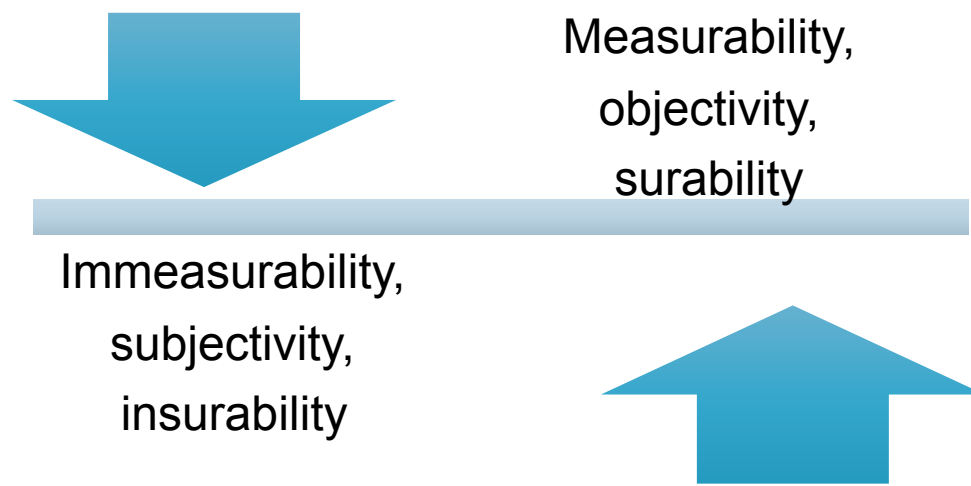 Measurability,
objectivity,
surability
Immeasurability,
subjectivity,
insurability